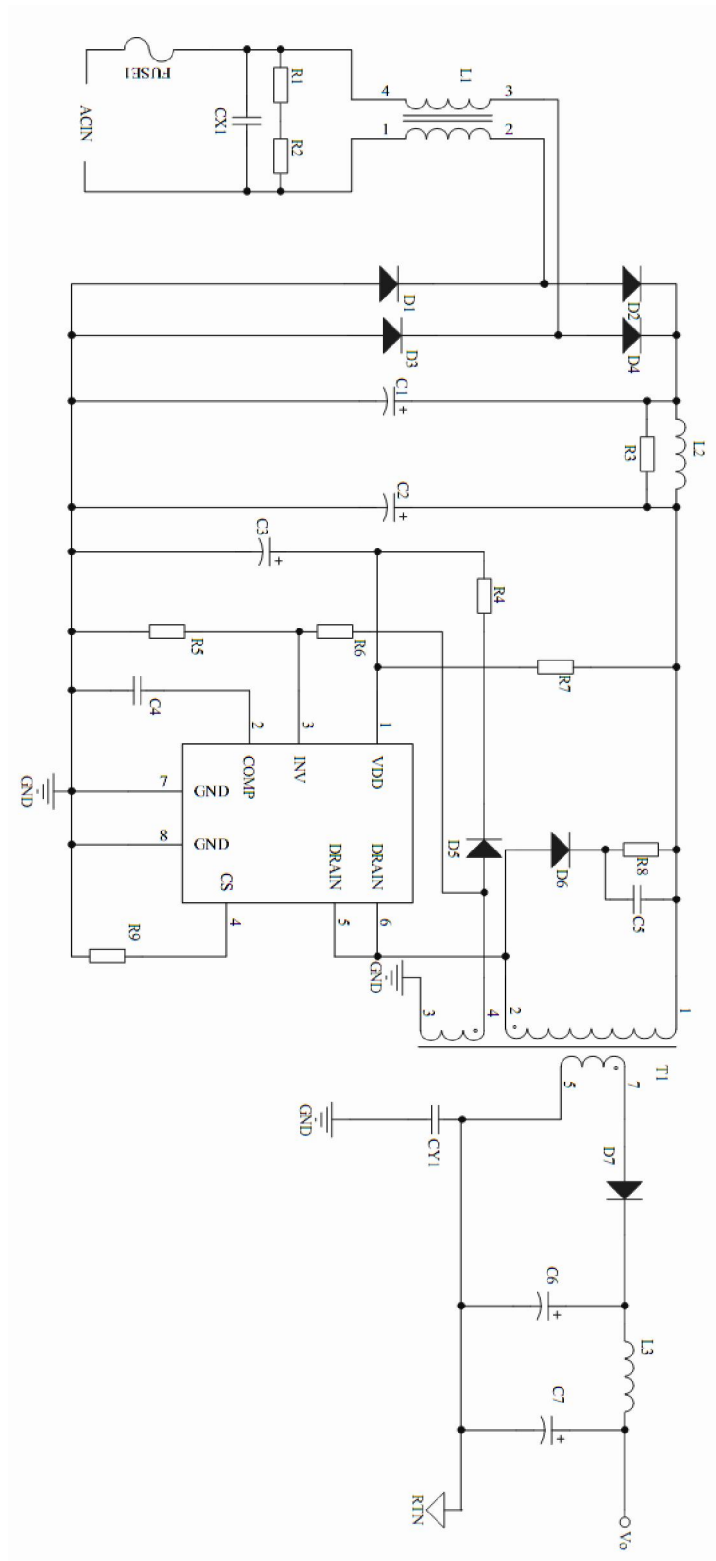 FUSE1
ACIN
CX1
R1
R2
L1
4
3
1
2
D1
D2
D3
D4
C1
+
R3
L2
C2
+
C3
+
R4
R5
R6
R7
C4
2
3
1
COMP
INV
VDD
GND
7
GND
8
GND
CS
DRAIN
DRAIN
4
5
6
R9
D5
D6
R8
C5
GND
3
4
2
1
T1
5
7
GND
CY1
D7
C6
+
L3
C7
+
RTN
Vo